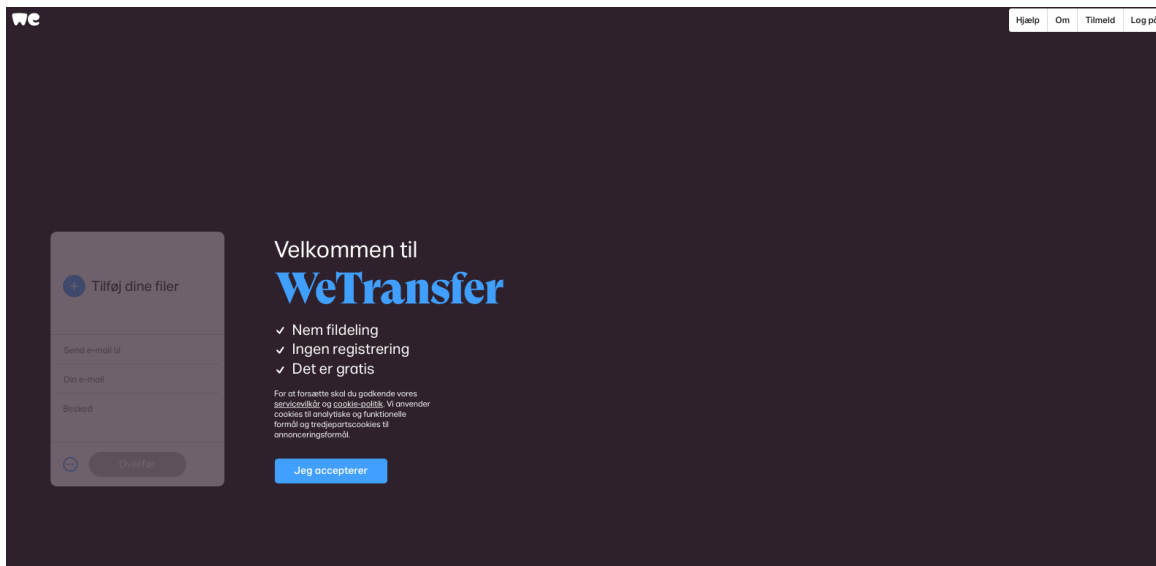 we
Hjælp Om Tilmeld Log på
Velkommen til
WeTransfer
Tilføj dine filer
Send e-mail til
Din e-mail
Besked
Overfør
Nem fildeling
Ingen registrering
Det er gratis
For at forsætte skal du godkende vores
servicevilkår og cookie-politik. Vi anvender
cookies til analytiske og funktionelle
formål og tredjepartscookies til
annonceringsformål.
Jeg accepterer